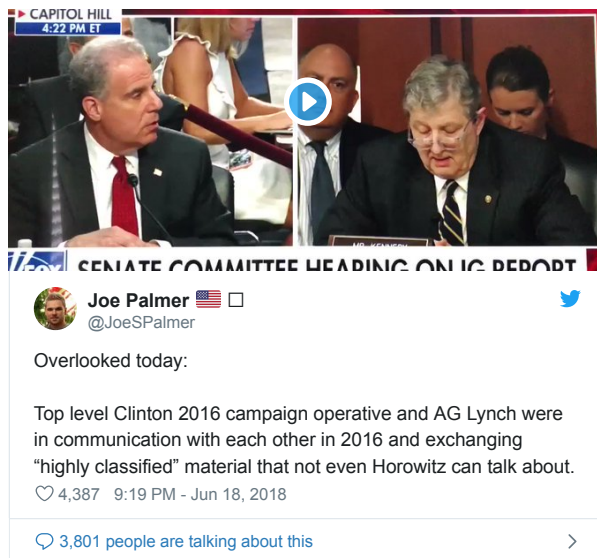 CAPITOL HILL
4:22 PM ET
MR. KENNEDY
FOX
SENATE COMMITTEE HEARING ON IG REPORT
Joe Palmer
@JoeSPalmer
Overlooked today:
Top level Clinton 2016 campaign operative and AG Lynch were
in communication with each other in 2016 and exchanging
“highly classified” material that not even Horowitz can talk about.
4,387 9:19 PM - Jun 18, 2018
3,801 people are talking about this